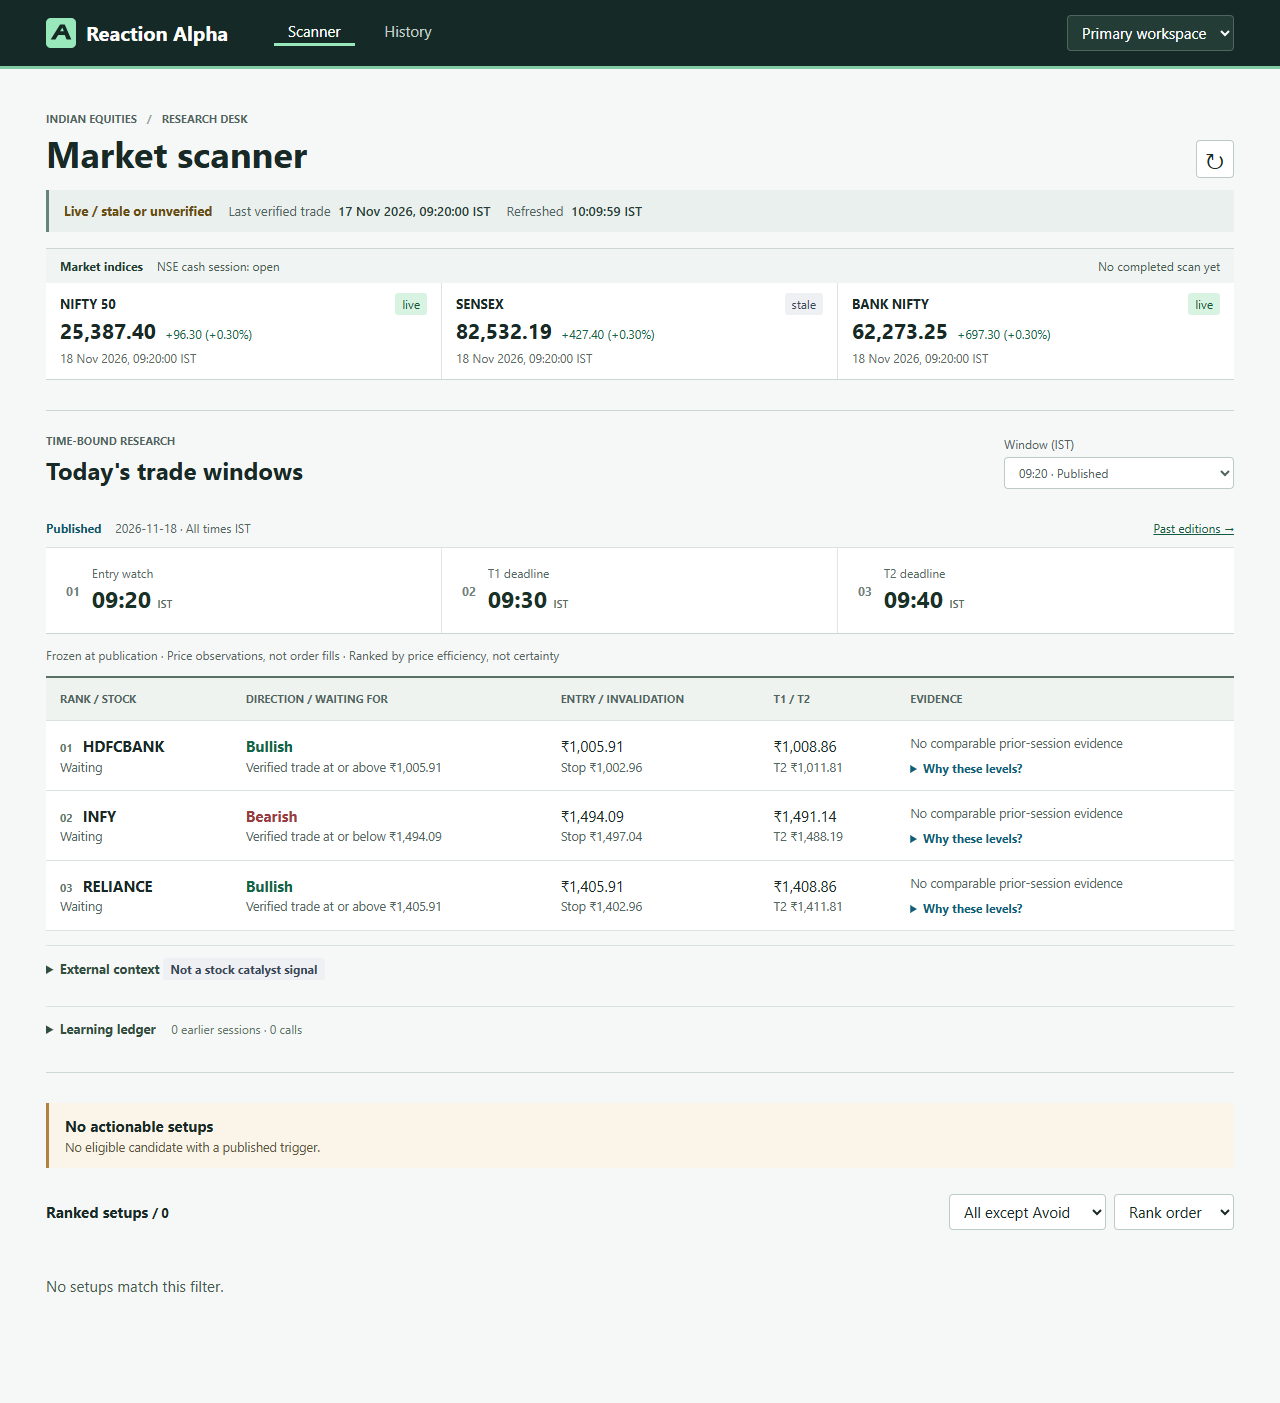 A Reaction Alpha Scanner History Primary workspace
INDIAN EQUITIES / RESEARCH DESK
Market scanner
Live / stale or unverified Last verified trade 17 Nov 2026, 09:20:00 IST Refreshed 10:09:59 IST
Market indices NSE cash session: open No completed scan yet
NIFTY 50 live
25,387.40 +96.30 (+0.30%)
18 Nov 2026, 09:20:00 IST
SENSEX stale
82,532.19 +427.40 (+0.30%)
18 Nov 2026, 09:20:00 IST
BANK NIFTY live
62,273.25 +697.30 (+0.30%)
18 Nov 2026, 09:20:00 IST
TIME-BOUND RESEARCH
Today's trade windows
Window (IST)
09:20 · Published
Published 2026-11-18 · All times IST Past editions →
01 Entry watch
09:20 IST
02 T1 deadline
09:30 IST
03 T2 deadline
09:40 IST
Frozen at publication · Price observations, not order fills · Ranked by price efficiency, not certainty
RANK / STOCK DIRECTION / WAITING FOR ENTRY / INVALIDATION T1 / T2 EVIDENCE
01 HDFCBANK Bullish ₹1,005.91 ₹1,008.86 No comparable prior-session evidence
Waiting Verified trade at or above ₹1,005.91 Stop ₹1,002.96 T2 ₹1,011.81 Why these levels?
02 INFY Bearish ₹1,494.09 ₹1,491.14 No comparable prior-session evidence
Waiting Verified trade at or below ₹1,494.09 Stop ₹1,497.04 T2 ₹1,488.19 Why these levels?
03 RELIANCE Bullish ₹1,405.91 ₹1,408.86 No comparable prior-session evidence
Waiting Verified trade at or above ₹1,405.91 Stop ₹1,402.96 T2 ₹1,411.81 Why these levels?
External context Not a stock catalyst signal
Learning ledger 0 earlier sessions · 0 calls
No actionable setups
No eligible candidate with a published trigger.
Ranked setups / 0 All except Avoid Rank order
No setups match this filter.